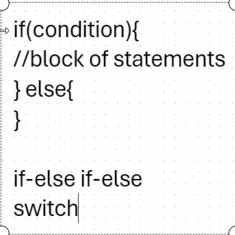 if(condition){
//block of statements
} else{
}
if-else if-else
switch